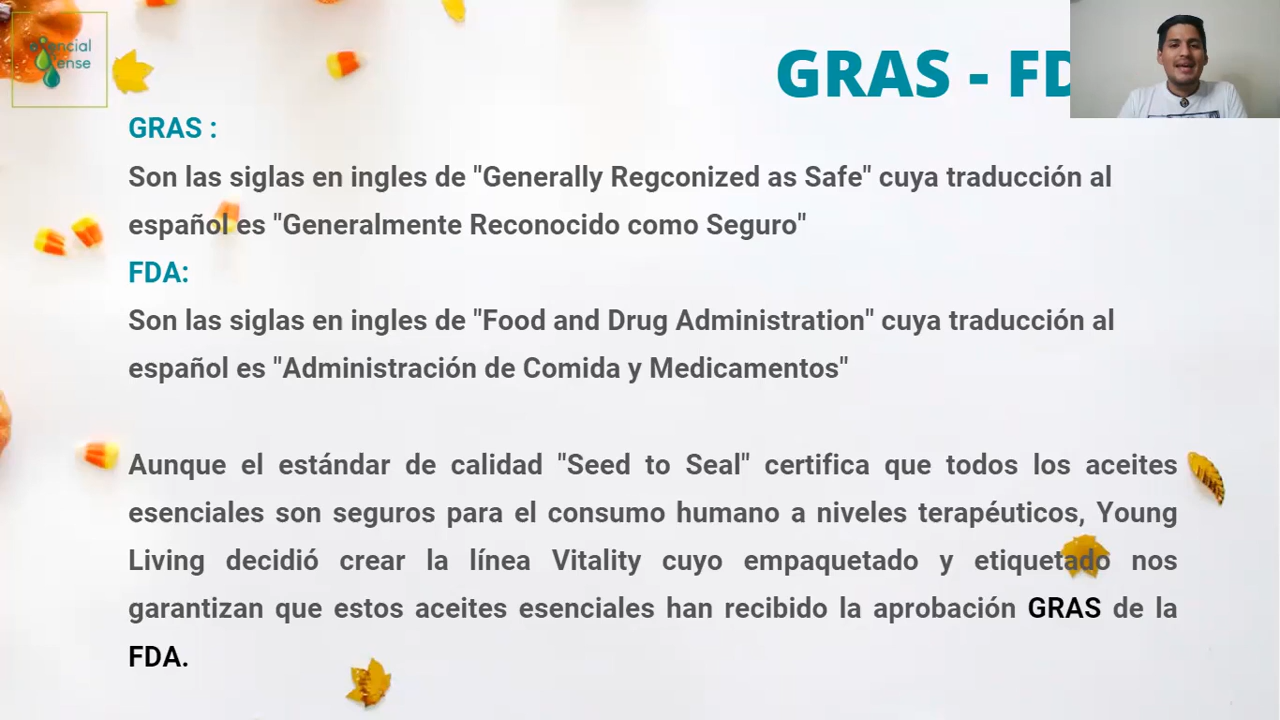 GRAS - FD
GRAS :
Son las siglas en ingles de "Generally Regconized as Safe" cuya traducción al
español es "Generalmente Reconocido como Seguro"
FDA:
Son las siglas en ingles de "Food and Drug Administration" cuya traducción al
español es "Administración de Comida y Medicamentos"
Aunque el estándar de calidad "Seed to Seal" certifica que todos los aceites
esenciales son seguros para el consumo humano a niveles terapéuticos, Young
Living decidió crear la línea Vitality cuyo empaquetado y etiquetado nos
garantizan que estos aceites esenciales han recibido la aprobación GRAS de la
FDA.